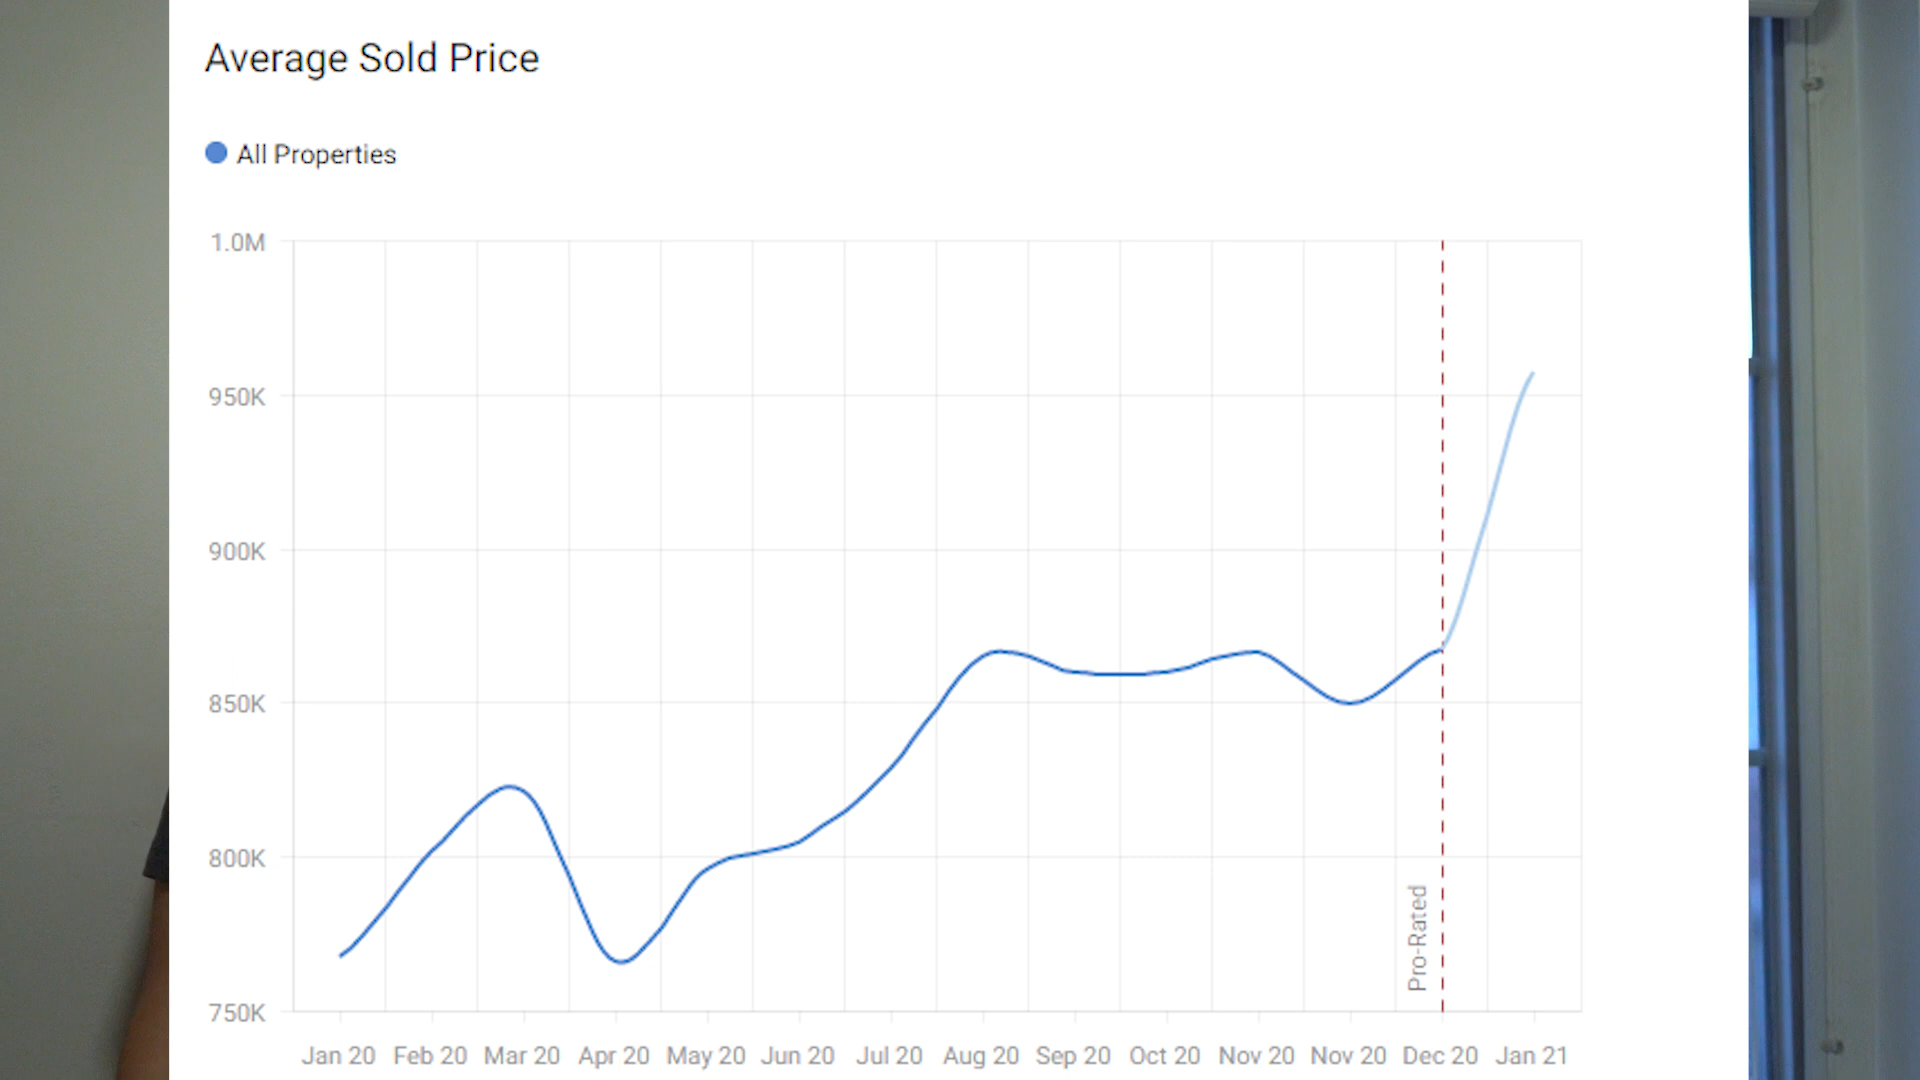 Average Sold Price
All Properties
1.0M
950K
900K
850K
800K
750K
Pro-Rated
Jan 20 Feb 20 Mar 20 Apr 20 May 20 Jun 20 Jul 20 Aug 20 Sep 20 Oct 20 Nov 20 Nov 20 Dec 20 Jan 21